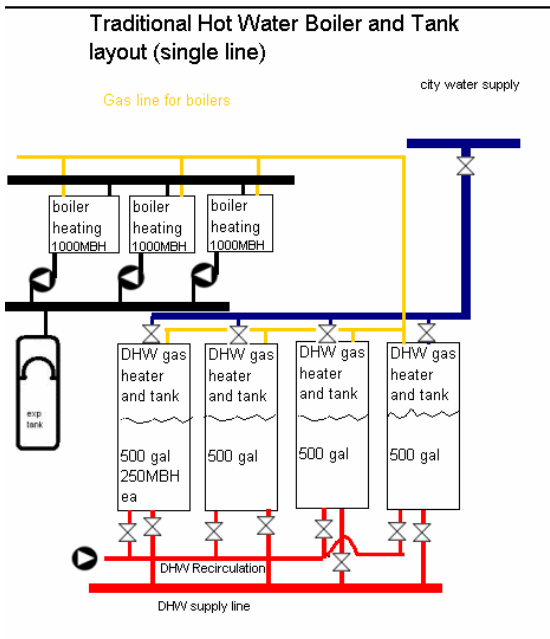 Traditional Hot Water Boiler and Tank
layout (single line)
city water supply
Gas line for boilers
boiler
heating
1000MBH
boiler
heating
1000MBH
boiler
heating
1000MBH
DHW gas
heater
and tank
500 gal
250MBH
ea
DHW gas
heater
and tank
500 gal
DHW gas
heater
and tank
500 gal
DHW gas
heater
and tank
500 gal
exp
tank
DHW Recirculation
DHW supply line